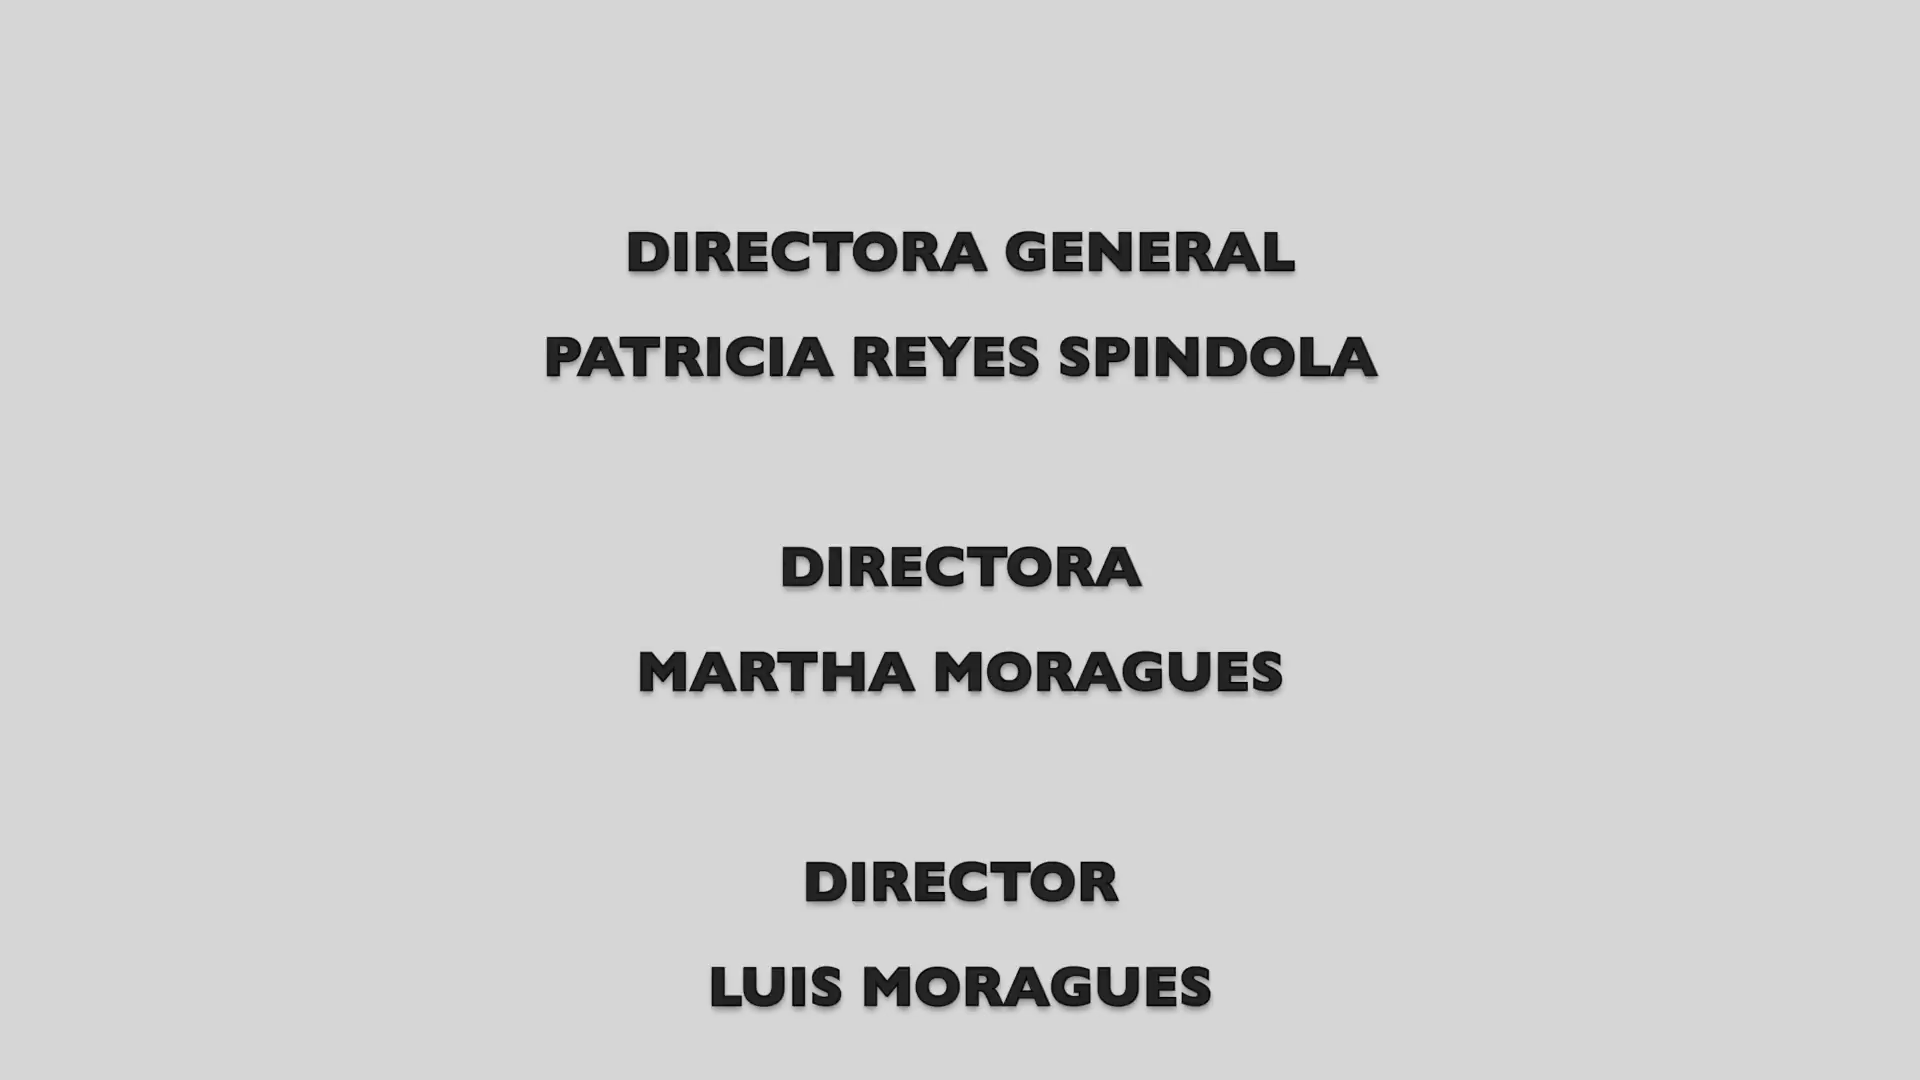 DIRECTORA GENERAL
PATRICIA REYES SPINDOLA
DIRECTORA
MARTHA MORAGUES
DIRECTOR
LUIS MORAGUES